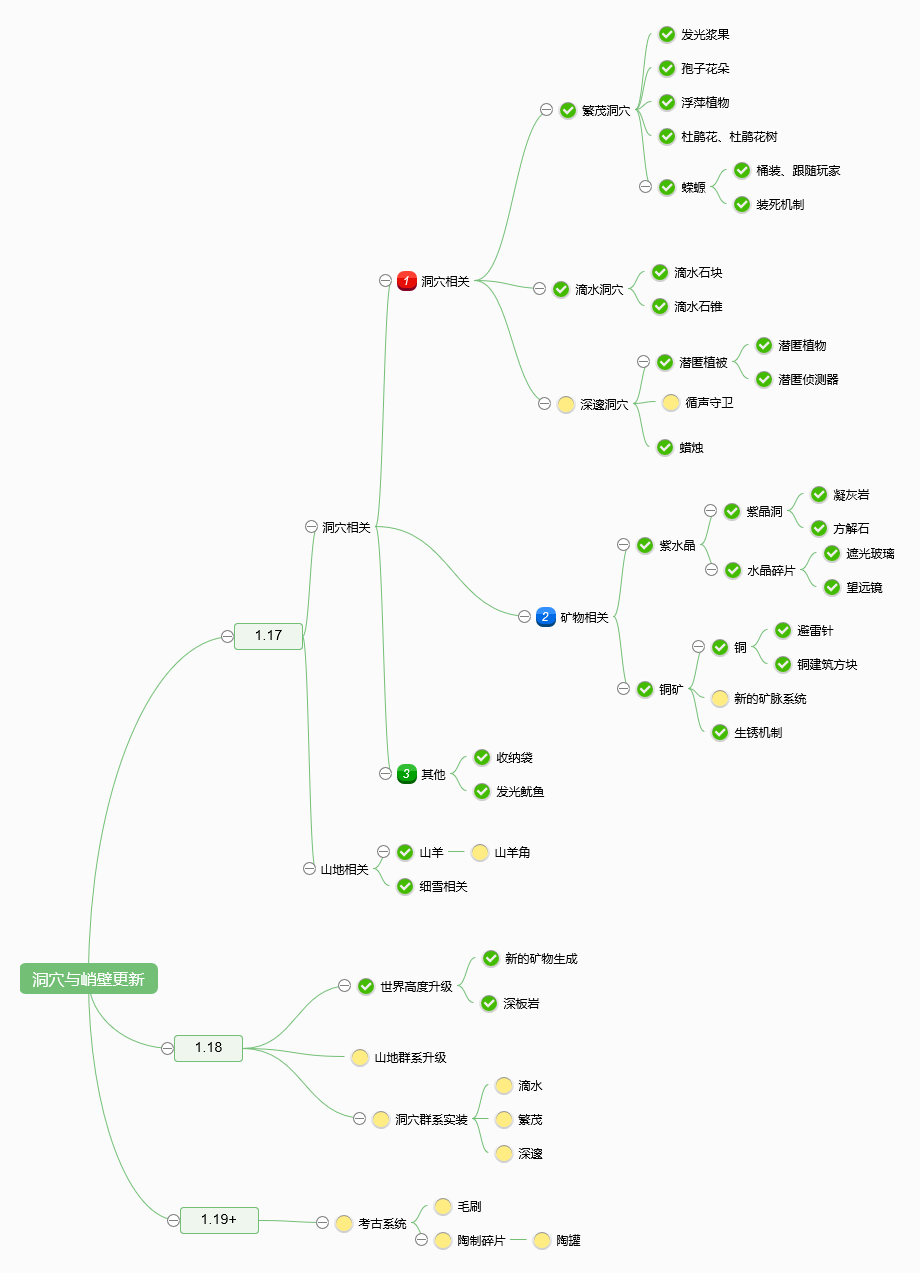 发光浆果
孢子花朵
浮萍植物
繁茂洞穴
杜鹃花、杜鹃花树
桶装、跟随玩家
蝾螈
装死机制
1 洞穴相关
滴水石块
滴水洞穴
滴水石锥
潜匿植物
潜匿植被
潜匿侦测器
深邃洞穴
循声守卫
蜡烛
凝灰岩
紫晶洞
方解石
洞穴相关
紫水晶
遮光玻璃
水晶碎片
望远镜
2 矿物相关
避雷针
铜
铜建筑方块
1.17
铜矿
新的矿脉系统
生锈机制
收纳袋
3 其他
发光鱿鱼
山羊
山羊角
山地相关
细雪相关
洞穴与峭壁更新
新的矿物生成
世界高度升级
深板岩
1.18
山地群系升级
滴水
洞穴群系实装
繁茂
深邃
毛刷
1.19+
考古系统
陶制碎片
陶罐